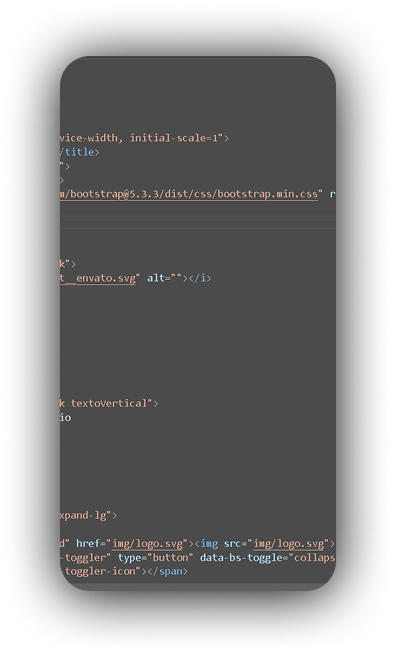 vice-width, initial-scale=1">
/title>
">
>
m/bootstrap@5.3.3/dist/css/bootstrap.min.css" r
k">
t__envato.svg" alt=""></i>
k textoVertical">
io
xpand-lg">
d" href="img/logo.svg"><img src="img/logo.svg">
-toggler" type="button" data-bs-toggle="collaps
toggler-icon"></span>